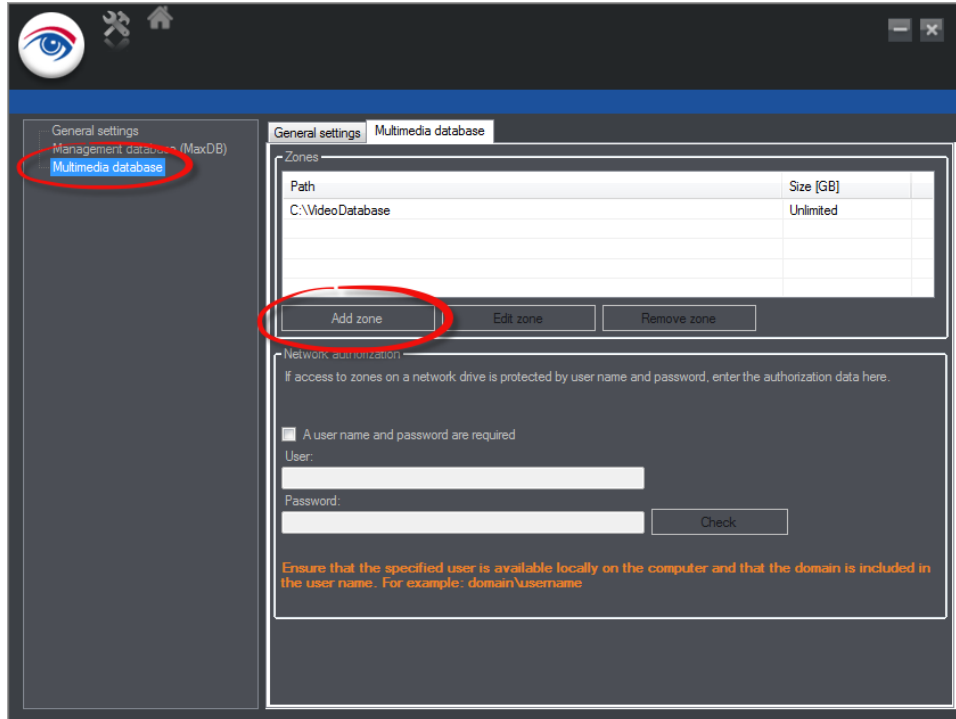 General settings
Management database (MaxDB)
Multimedia database
General settings
Multimedia database
Zones
Path
Size [GB]
C:\VideoDatabase
Unlimited
Add zone
Edit zone
Remove zone
Network authorization
If access to zones on a network drive is protected by user name and password, enter the authorization data here.
A user name and password are required
User:
Password:
Check
Ensure that the specified user is available locally on the computer and that the domain is included in
the user name. For example: domain\username